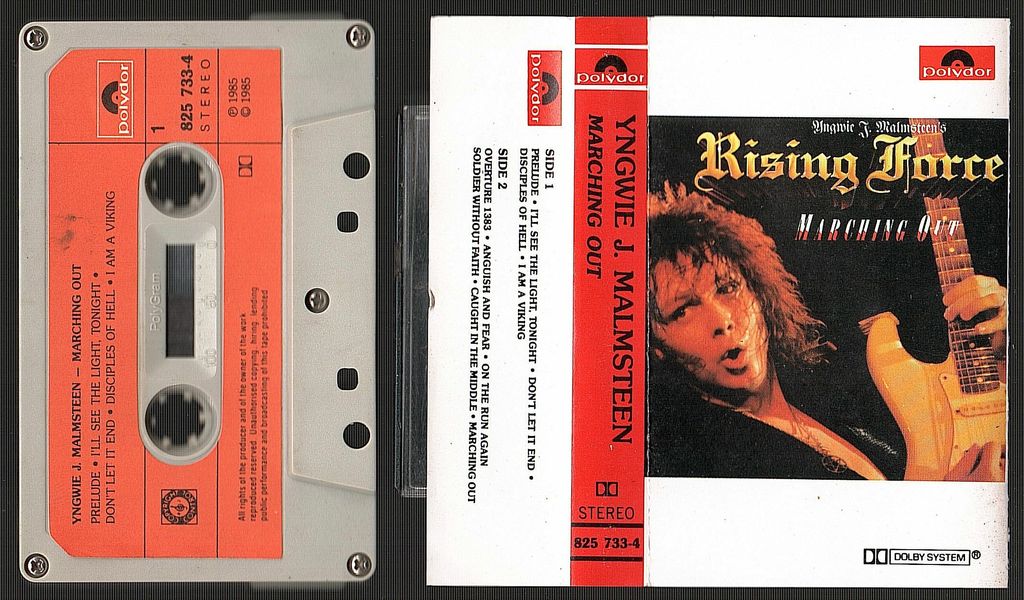 polydor
1
825 733-4
STEREO
℗ 1985
© 1985
YNGWIE J. MALMSTEEN – MARCHING OUT
PRELUDE • I'LL SEE THE LIGHT, TONIGHT •
DON'T LET IT END • DISCIPLES OF HELL • I AM A VIKING
PolyGram
100
50
0
All rights of the producer and of the owner of the work
reproduced reserved. Unauthorised copying, hiring, lending
public performance and broadcasting of this tape prohibited
polydor
SIDE 1
PRELUDE • I'LL SEE THE LIGHT, TONIGHT • DON'T LET IT END •
DISCIPLES OF HELL • I AM A VIKING
SIDE 2
OVERTURE 1383 • ANGUISH AND FEAR • ON THE RUN AGAIN
SOLDIER WITHOUT FAITH • CAUGHT IN THE MIDDLE • MARCHING OUT
polydor
YNGWIE J. MALMSTEEN
MARCHING OUT
STEREO
825 733-4
polydor
Yngwie J. Malmsteen's
Rising Force
MARCHING OUT
DOLBY SYSTEM®